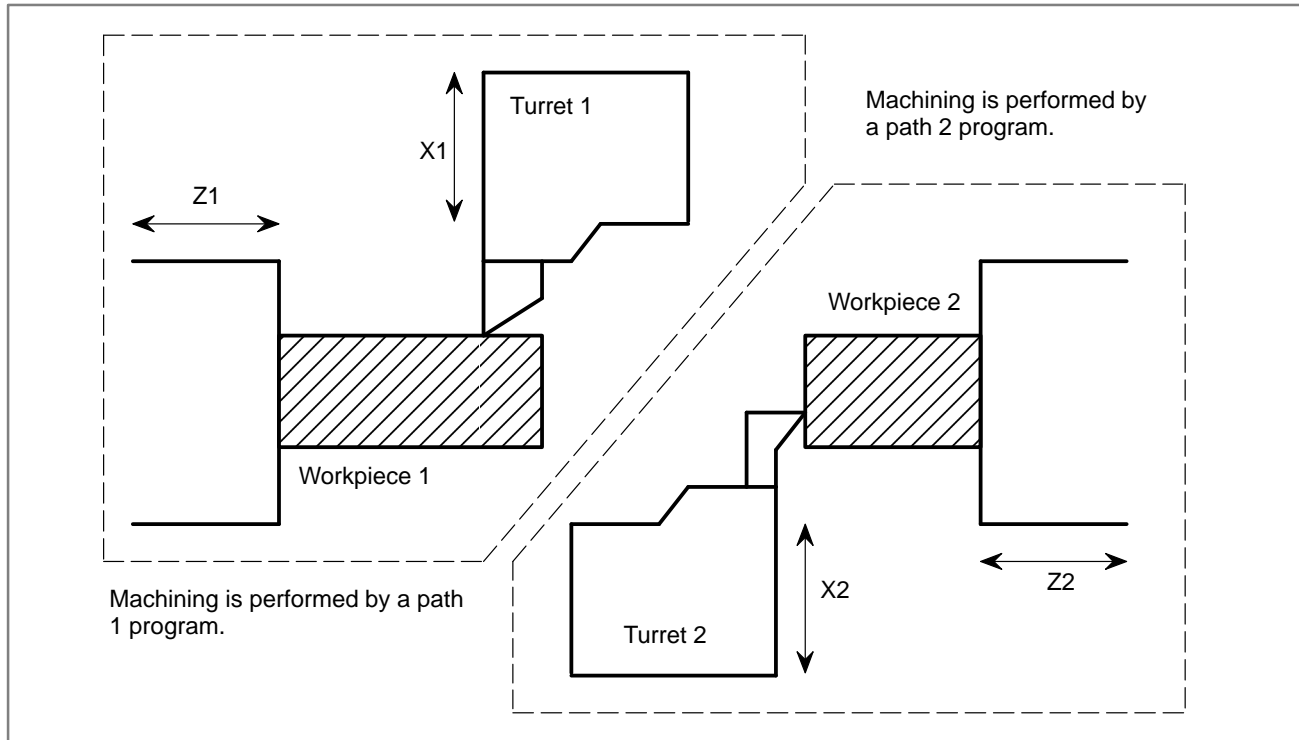 Turret 1
Machining is performed by
a path 2 program.
X1
Z1
Workpiece 2
Workpiece 1
Machining is performed by a path
1 program.
X2
Z2
Turret 2